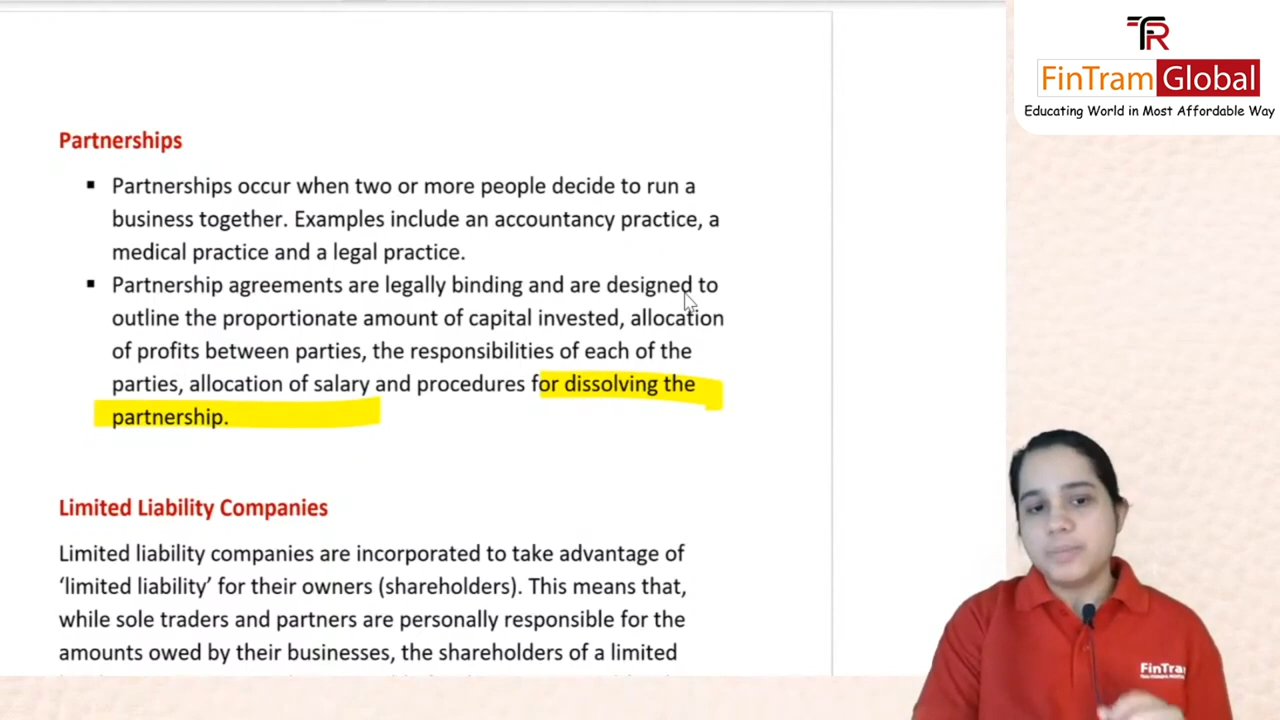 Partnerships
▪ Partnerships occur when two or more people decide to run a
business together. Examples include an accountancy practice, a
medical practice and a legal practice.
▪ Partnership agreements are legally binding and are designed to
outline the proportionate amount of capital invested, allocation
of profits between parties, the responsibilities of each of the
parties, allocation of salary and procedures for dissolving the
partnership.
Limited Liability Companies
Limited liability companies are incorporated to take advantage of
‘limited liability’ for their owners (shareholders). This means that,
while sole traders and partners are personally responsible for the
amounts owed by their businesses, the shareholders of a limited
TR
FinTram Global
Educating World in Most Affordable Way
FinTra